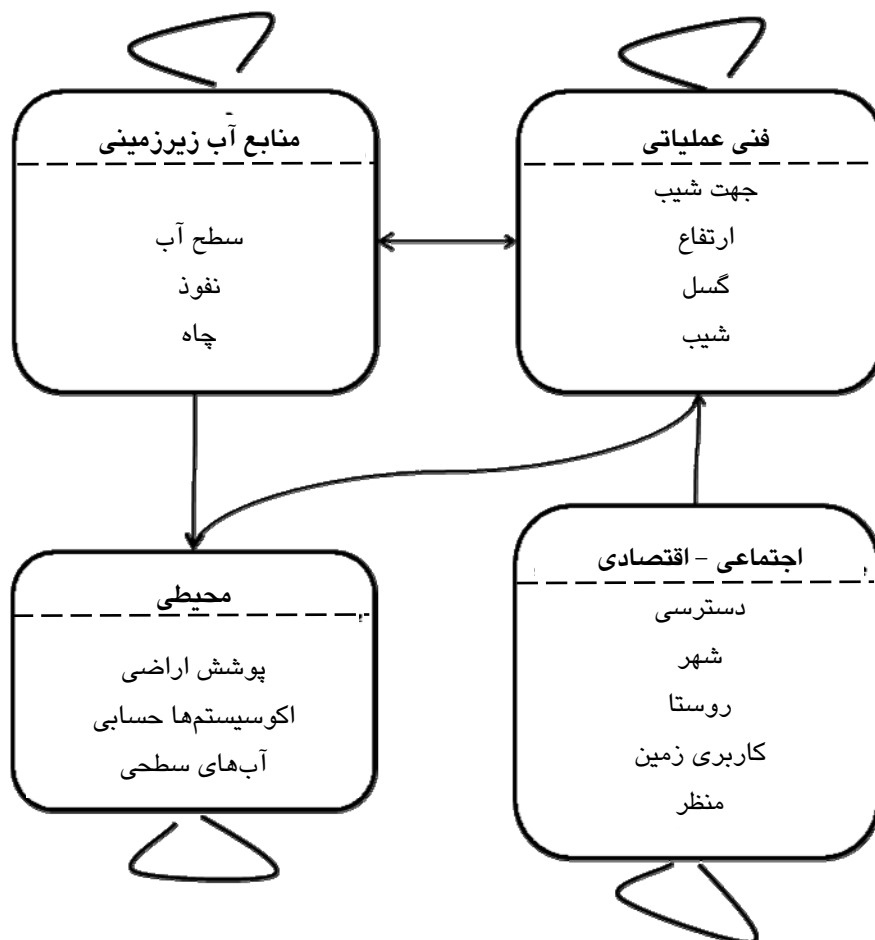 فنی عملیاتی
جهت شیب
ارتفاع
گسل
شیب
منابع آب زیرزمینی
سطح آب
نفوذ
چاه
اجتماعی – اقتصادی
دسترسی
شهر
روستا
کاربری زمین
منظر
محیطی
پوشش اراضی
اکوسیستم‌ها حسابی
آب‌های سطحی